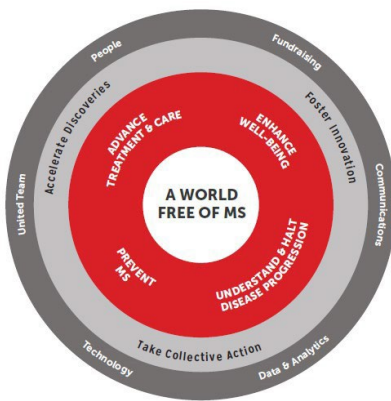 People
Fundraising
Communications
Data & Analytics
Technology
United Team
Accelerate Discoveries
Foster Innovation
Take Collective Action
ADVANCE
TREATMENT & CARE
ENHANCE
WELL-BEING
UNDERSTAND & HALT
DISEASE PROGRESSION
PREVENT
MS
A WORLD
FREE OF MS